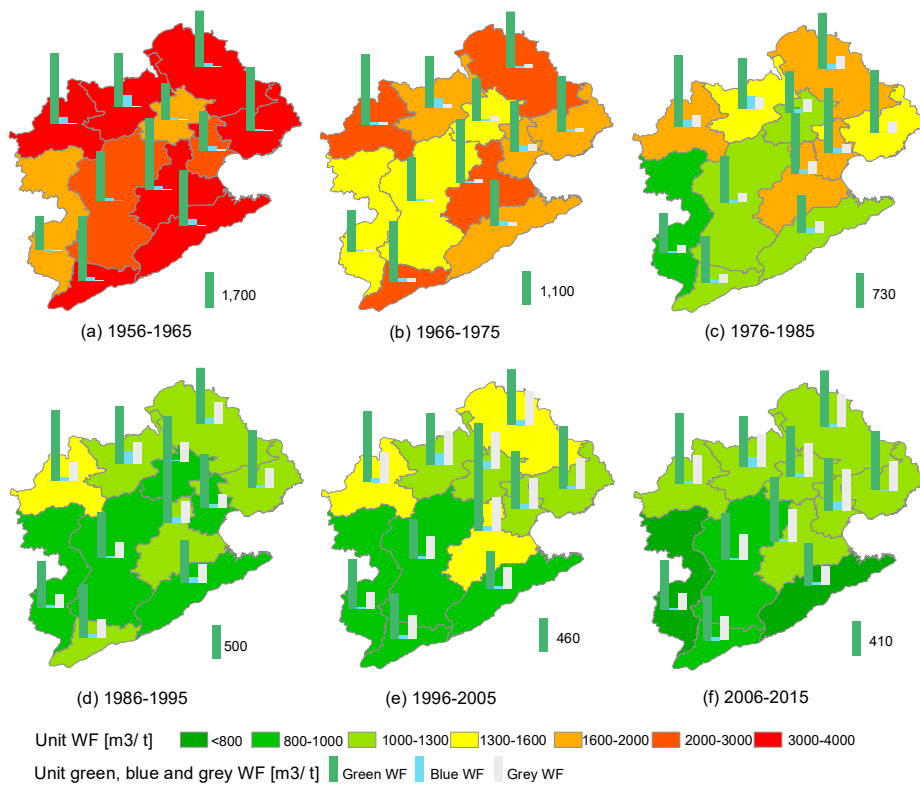 1,700
1,100
730
(a) 1956-1965
(b) 1966-1975
(c) 1976-1985
500
460
410
(d) 1986-1995
(e) 1996-2005
(f) 2006-2015
Unit WF [m3/ t] <800 800-1000 1000-1300 1300-1600 1600-2000 2000-3000 3000-4000
Unit green, blue and grey WF [m3/ t] Green WF Blue WF Grey WF